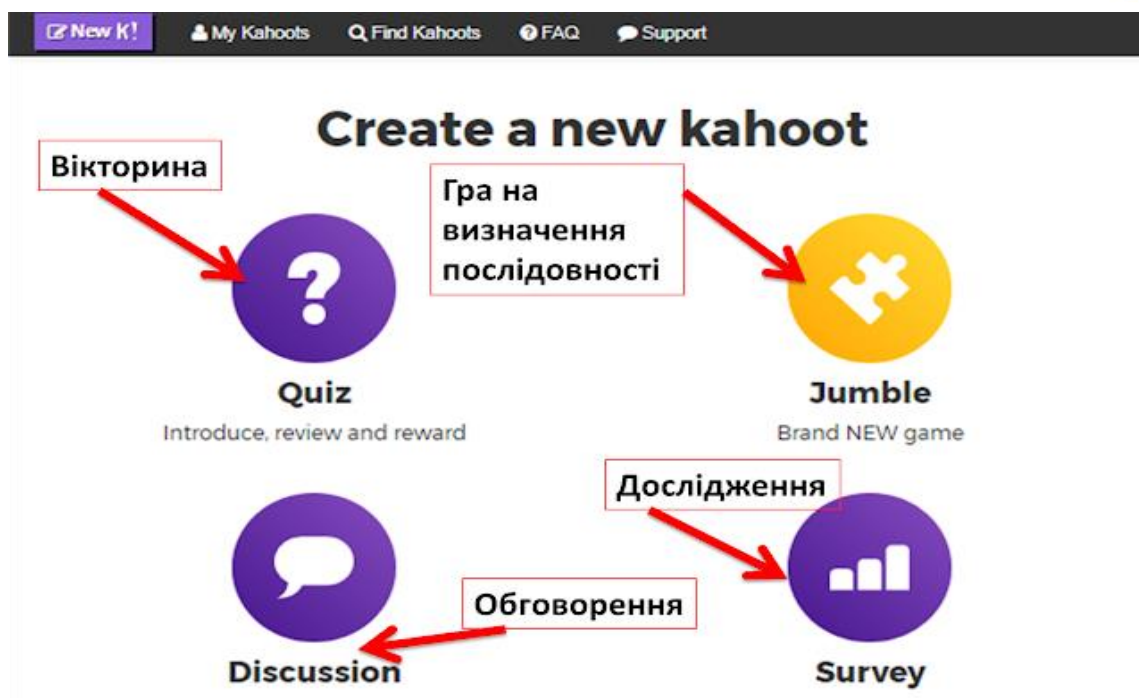 New K! My Kahoots Find Kahoots FAQ Support
Create a new kahoot
Вікторина
Гра на
визначення
послідовності
Quiz
Introduce, review and reward
Jumble
Brand NEW game
Дослідження
Обговорення
Discussion
Survey